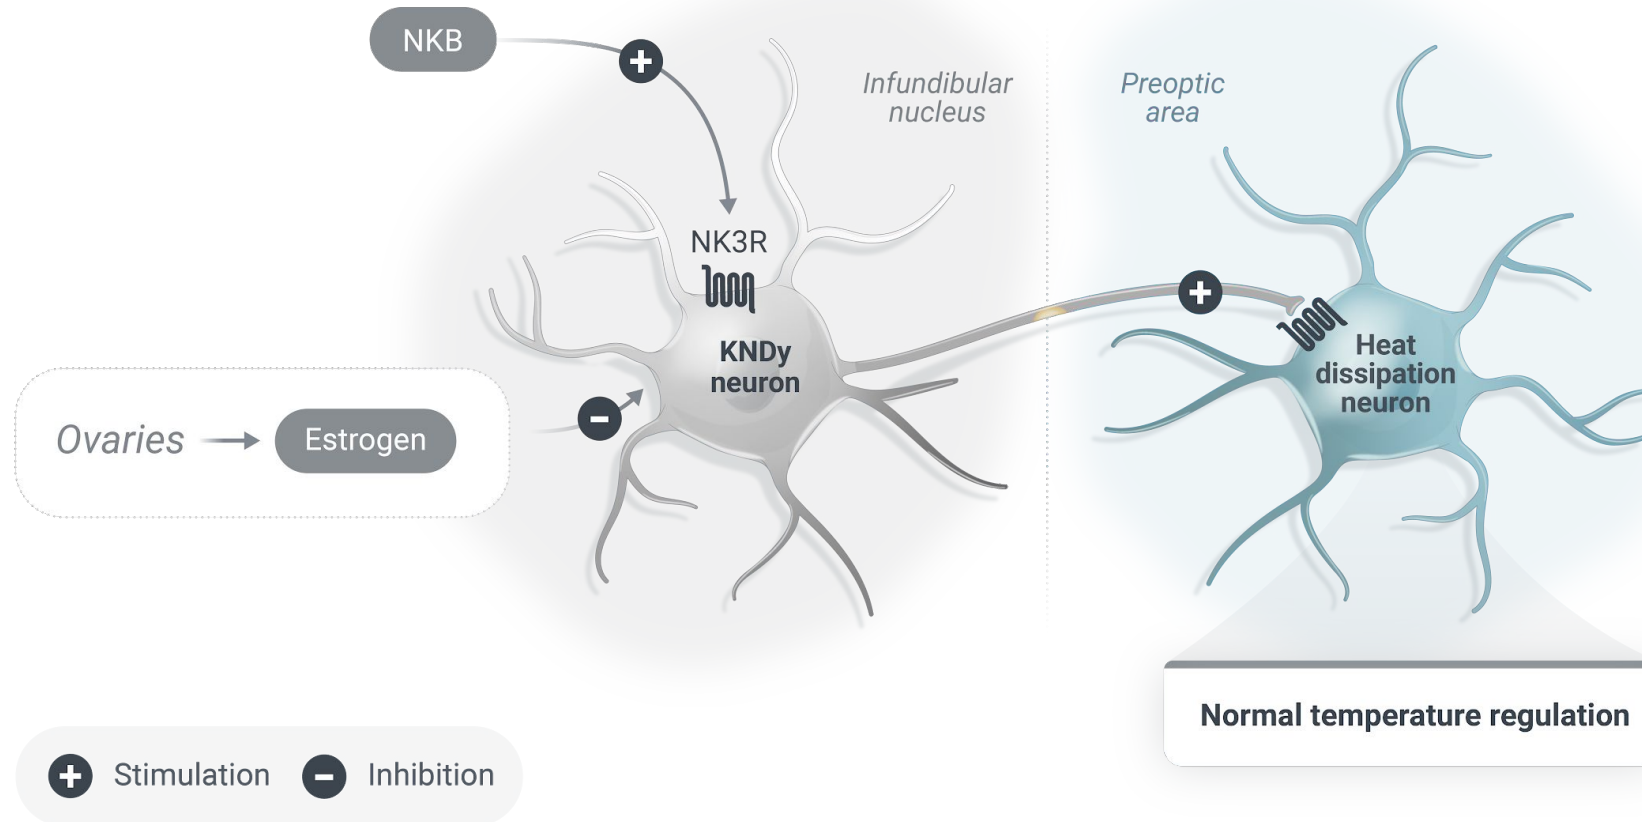 NKB
Infundibular
nucleus
Preoptic
area
NK3R
KNDy
neuron
Heat
dissipation
neuron
Ovaries
Estrogen
Normal temperature regulation
Stimulation
Inhibition